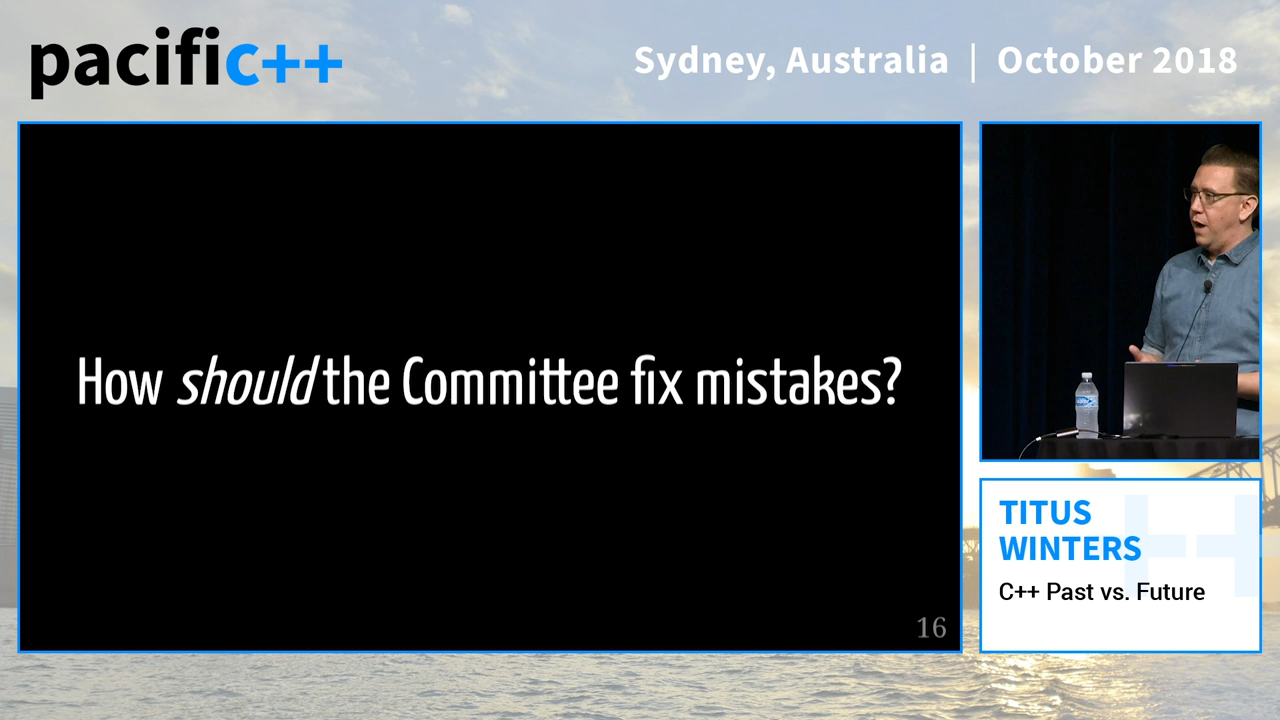 pacific++
Sydney, Australia | October 2018
How should the Committee fix mistakes?
16
TITUS
WINTERS
C++ Past vs. Future